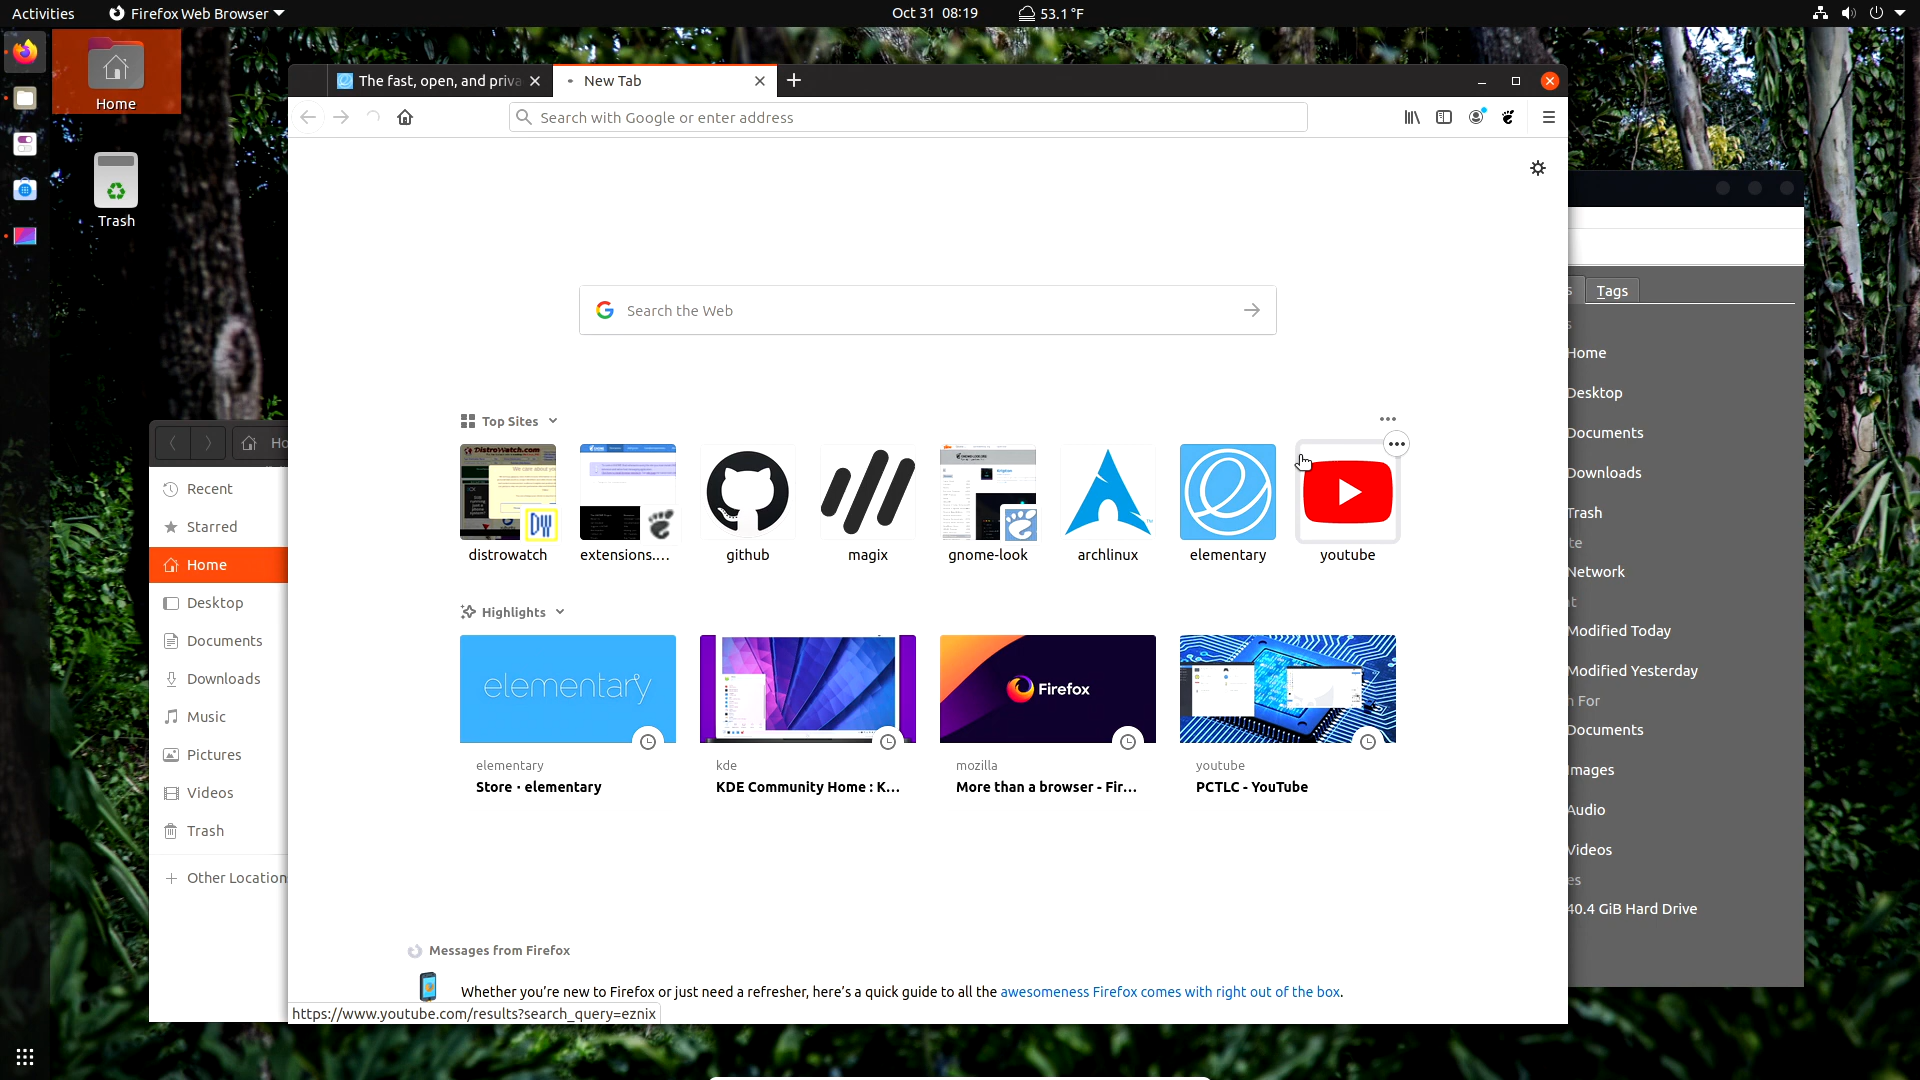 Activities
Firefox Web Browser
Oct 31 08:19
53.1 °F
Home
Trash
The fast, open, and priva
New Tab
Search with Google or enter address
Search the Web
Top Sites
distrowatch
extensions....
github
magix
gnome-look
archlinux
elementary
youtube
Highlights
elementary
Firefox
elementary
Store · elementary
kde
KDE Community Home : K...
mozilla
More than a browser - Fir...
youtube
PCTLC - YouTube
Messages from Firefox
Whether you're new to Firefox or just need a refresher, here's a quick guide to all the awesomeness Firefox comes with right out of the box.
https://www.youtube.com/results?search_query=eznix
Ho
Recent
Starred
Home
Desktop
Documents
Downloads
Music
Pictures
Videos
Trash
Other Location
s
Tags
s
Home
Desktop
Documents
Downloads
Trash
te
Network
nt
Modified Today
Modified Yesterday
h For
Documents
Images
Audio
Videos
es
40.4 GiB Hard Drive